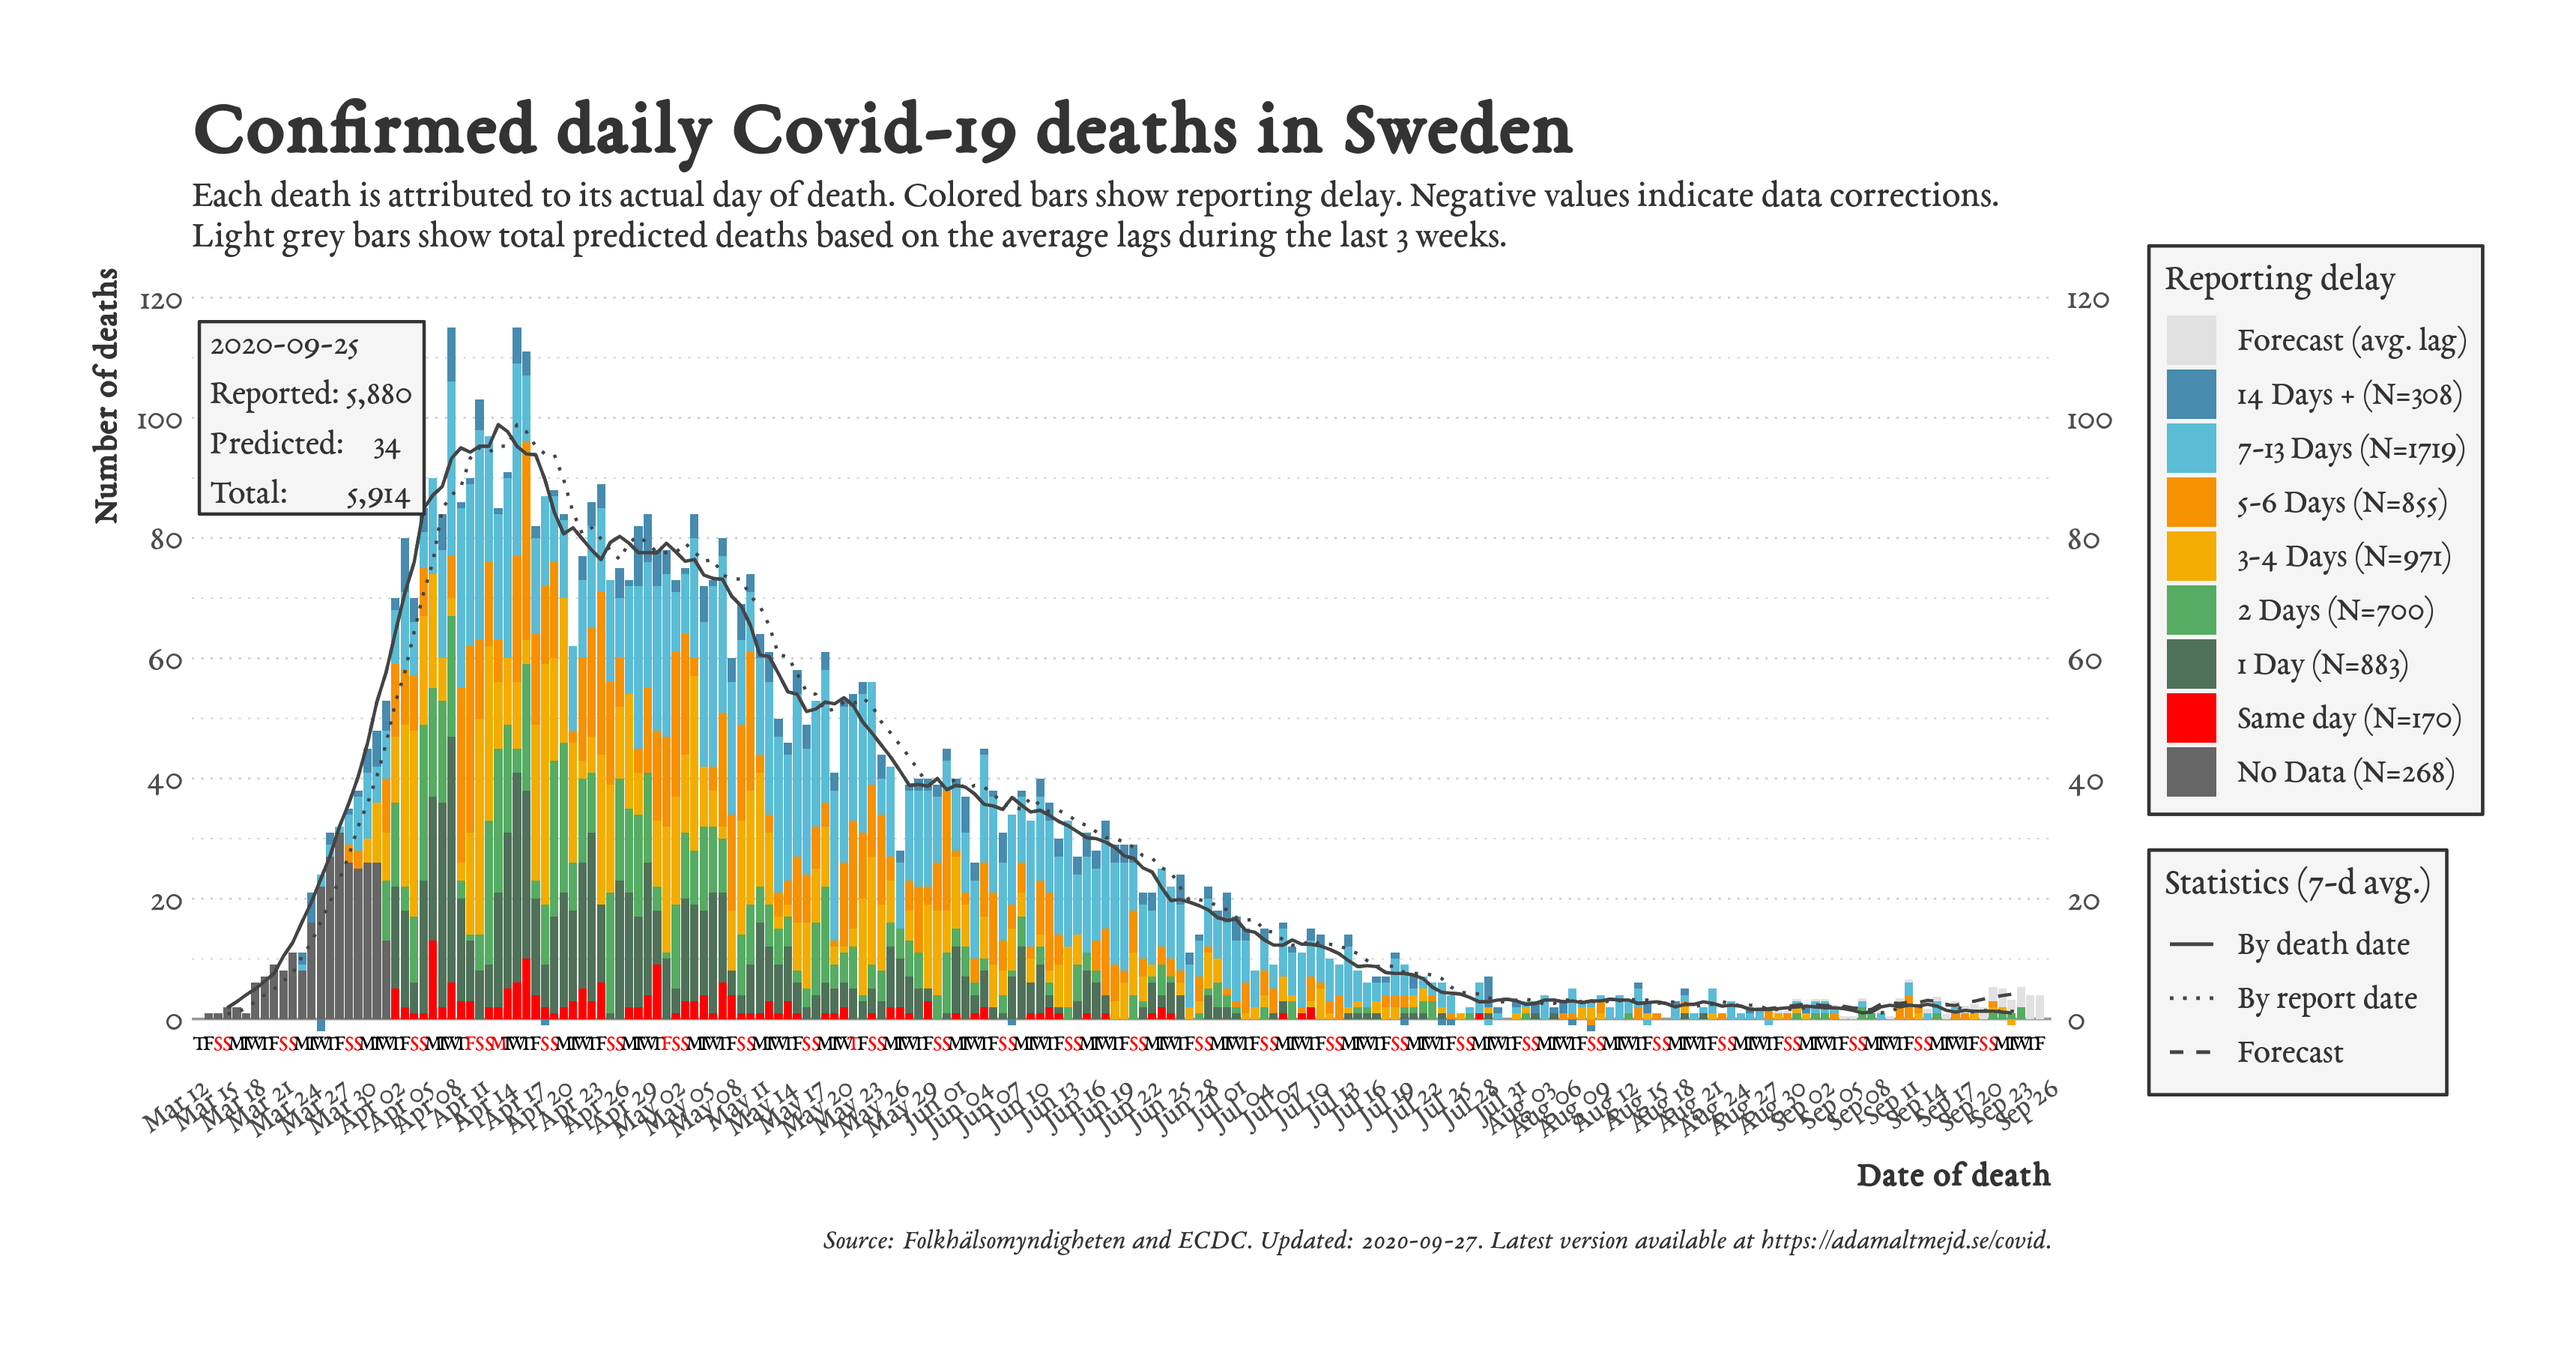 Confirmed daily Covid-19 deaths in Sweden
Each death is attributed to its actual day of death. Colored bars show reporting delay. Negative values indicate data corrections.
Light grey bars show total predicted deaths based on the average lags during the last 3 weeks.
Number of deaths
120
100
80
60
40
20
0
2020-09-25
Reported: 5,880
Predicted: 34
Total: 5,914
120
100
80
60
40
20
0
Reporting delay
Forecast (avg. lag)
14 Days + (N=308)
7-13 Days (N=1719)
5-6 Days (N=855)
3-4 Days (N=971)
2 Days (N=700)
1 Day (N=883)
Same day (N=170)
No Data (N=268)
Statistics (7-d avg.)
By death date
By report date
Forecast
Mar 12
Mar 15
Mar 18
Mar 21
Mar 24
Mar 27
Mar 30
Apr 02
Apr 05
Apr 08
Apr 11
Apr 14
Apr 17
Apr 20
Apr 23
Apr 26
Apr 29
May 02
May 05
May 08
May 11
May 14
May 17
May 20
May 23
May 26
May 29
Jun 01
Jun 04
Jun 07
Jun 10
Jun 13
Jun 16
Jun 19
Jun 22
Jun 25
Jun 28
Jul 01
Jul 04
Jul 07
Jul 10
Jul 13
Jul 16
Jul 19
Jul 22
Jul 25
Jul 28
Jul 31
Aug 03
Aug 06
Aug 09
Aug 12
Aug 15
Aug 18
Aug 21
Aug 24
Aug 27
Aug 30
Sep 02
Sep 05
Sep 08
Sep 11
Sep 14
Sep 17
Sep 20
Sep 23
Sep 26
Date of death
Source: Folkhälsomyndigheten and ECDC. Updated: 2020-09-27. Latest version available at https://adamaltmejd.se/covid.